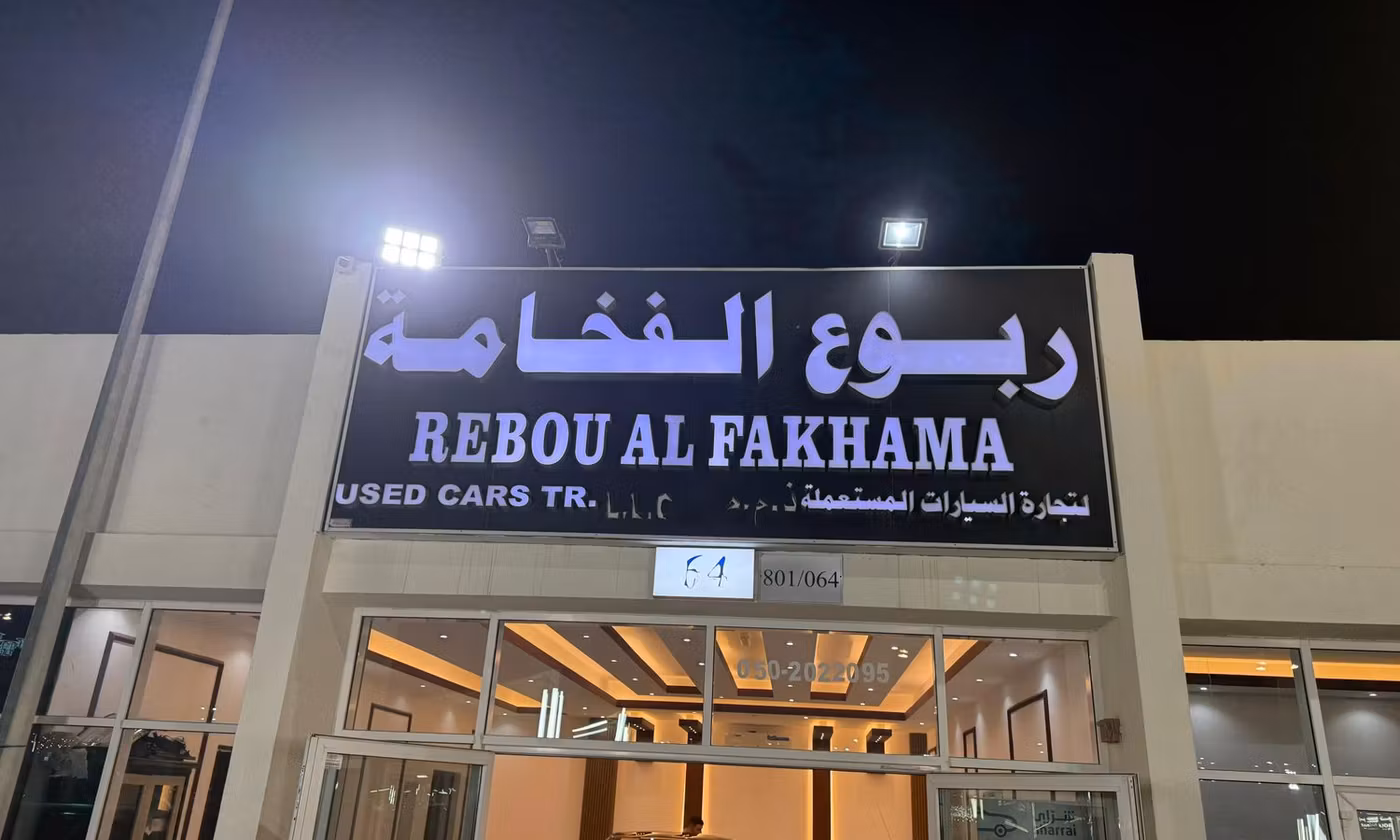 ربوع الفخامة
REBOU AL FAKHAMA
USED CARS TR. L.L.C
لتجارة السيارات المستعملة ذ.م.م
64
801/064
050-2022095